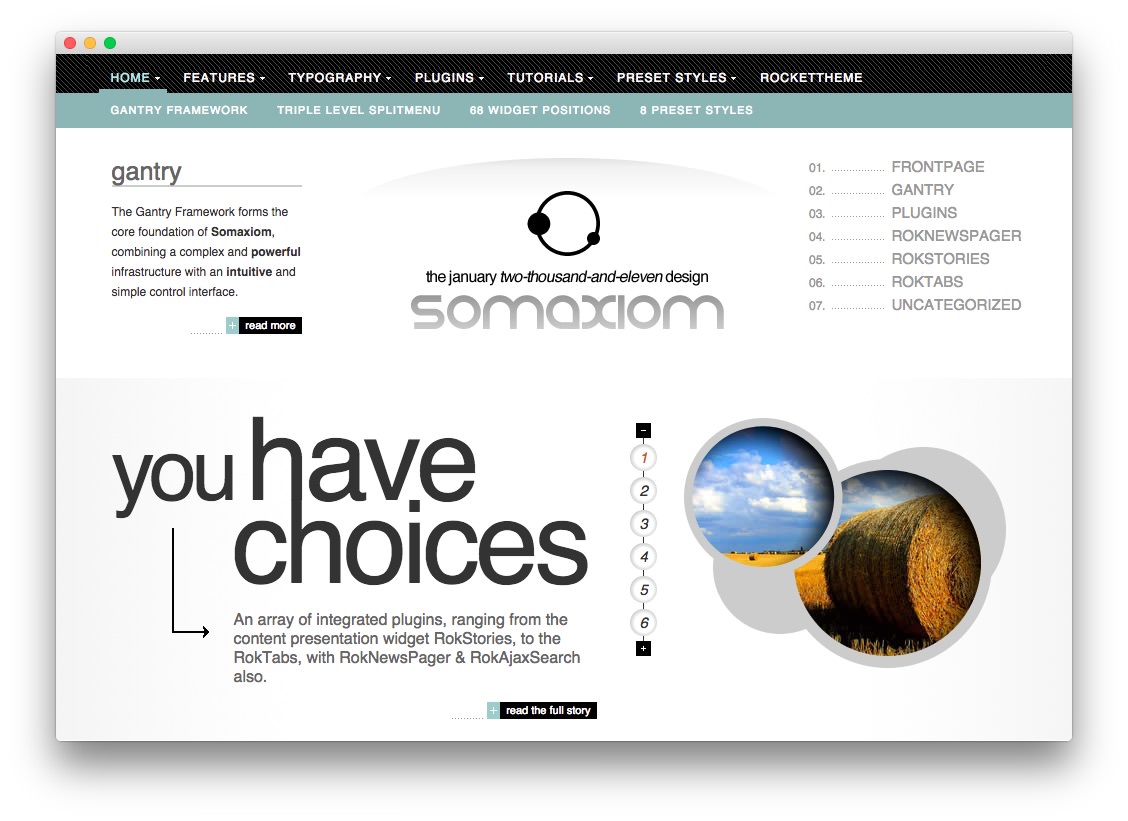 HOME FEATURES TYPOGRAPHY PLUGINS TUTORIALS PRESET STYLES ROCKETTHEME
GANTRY FRAMEWORK TRIPLE LEVEL SPLITMENU 68 WIDGET POSITIONS 8 PRESET STYLES
gantry
The Gantry Framework forms the
core foundation of Somaxiom,
combining a complex and powerful
infrastructure with an intuitive and
simple control interface.
+ read more
the january two-thousand-and-eleven design
somaxiom
01. FRONTPAGE
02. GANTRY
03. PLUGINS
04. ROKNEWSPAGER
05. ROKSTORIES
06. ROKTABS
07. UNCATEGORIZED
you have
choices
An array of integrated plugins, ranging from the
content presentation widget RokStories, to the
RokTabs, with RokNewsPager & RokAjaxSearch
also.
+ read the full story
−
1
2
3
4
5
6
+